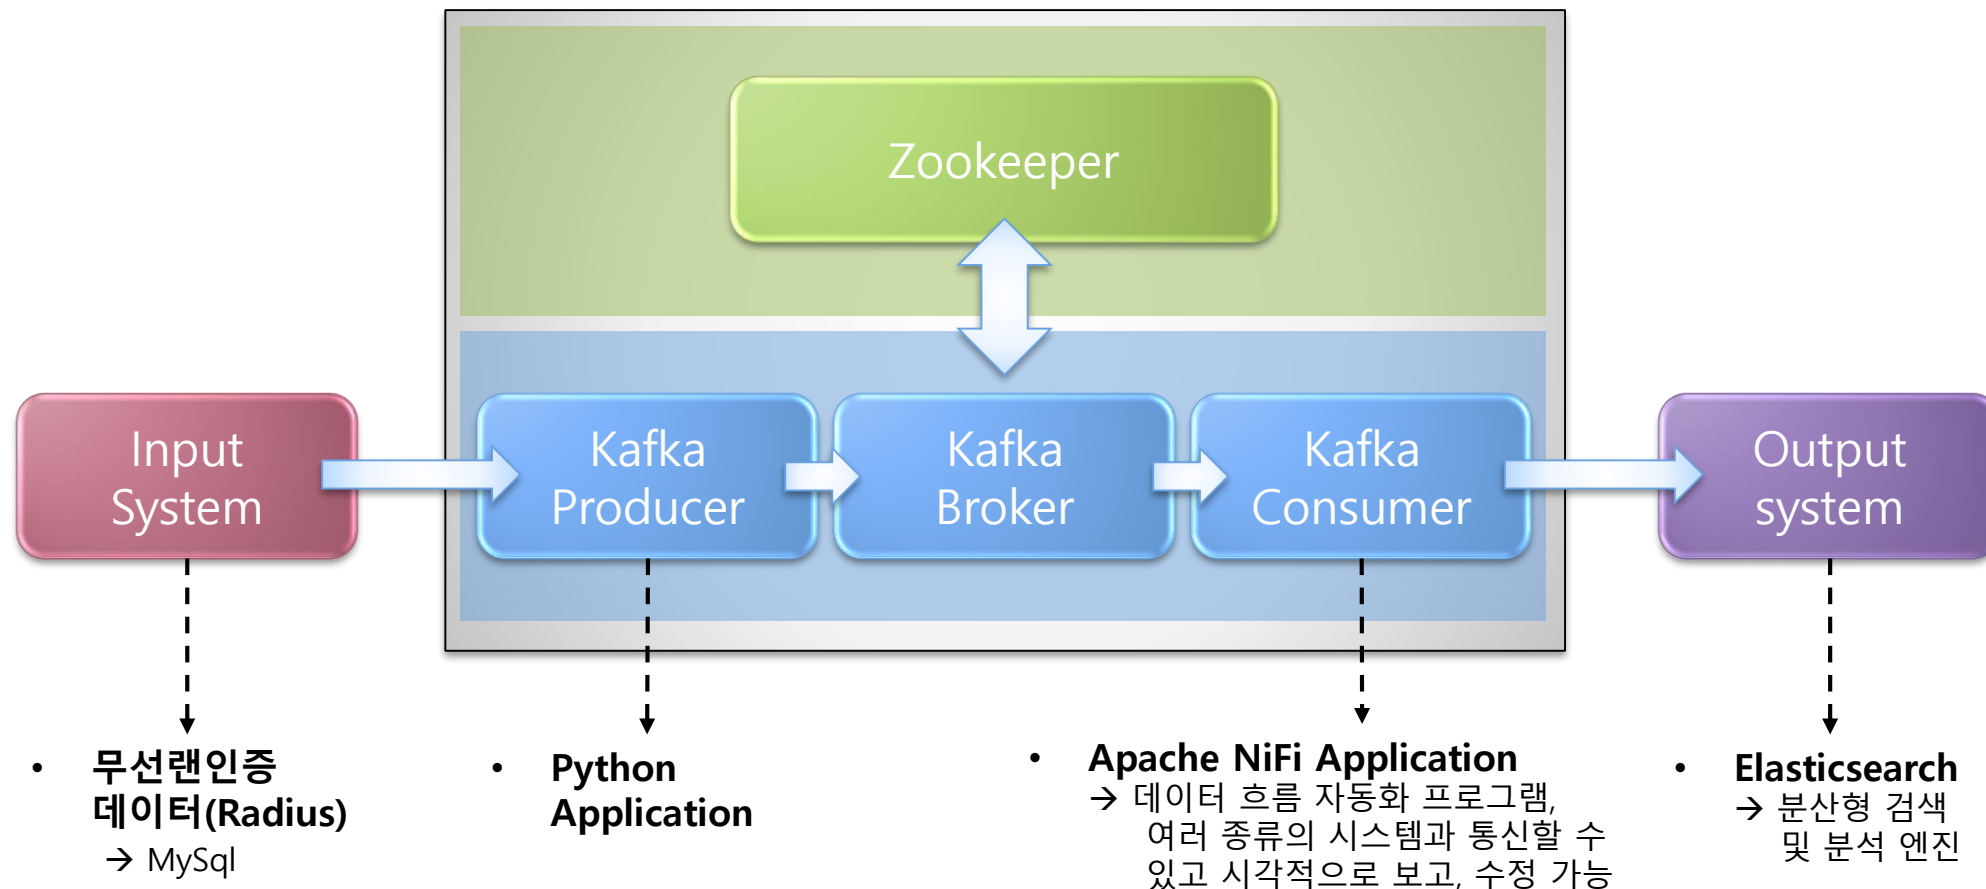 Zookeeper
Input
System
Kafka
Producer
Kafka
Broker
Kafka
Consumer
Output
system
• 무선랜인증
데이터(Radius)
→ MySql
• Python
Application
• Apache NiFi Application
→ 데이터 흐름 자동화 프로그램,
여러 종류의 시스템과 통신할 수
있고 시각적으로 보고, 수정 가능
• Elasticsearch
→ 분산형 검색
및 분석 엔진